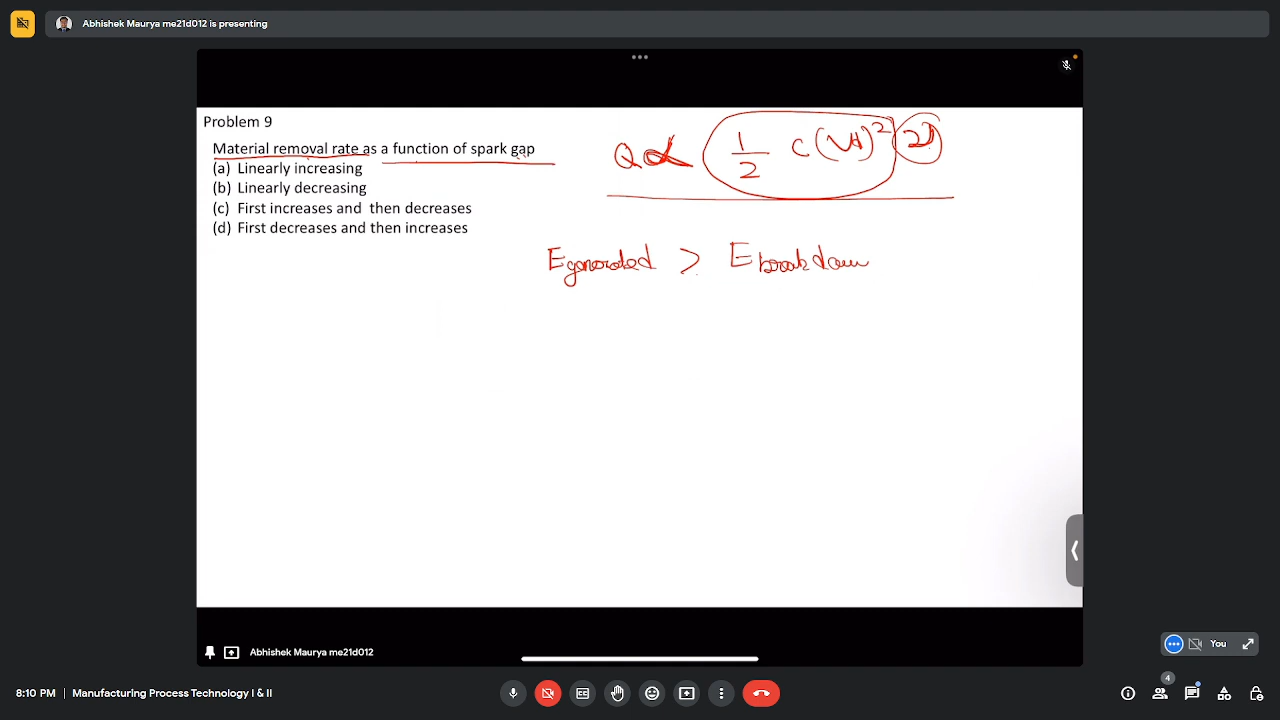 Abhishek Maurya me21d012 is presenting
Problem 9
Material removal rate as a function of spark gap
(a) Linearly increasing
(b) Linearly decreasing
(c) First increases and then decreases
(d) First decreases and then increases
Q ∝ 1/2 C (V)²
E generated > E breakdown
Abhishek Maurya me21d012
You
4
8:10 PM | Manufacturing Process Technology I & II